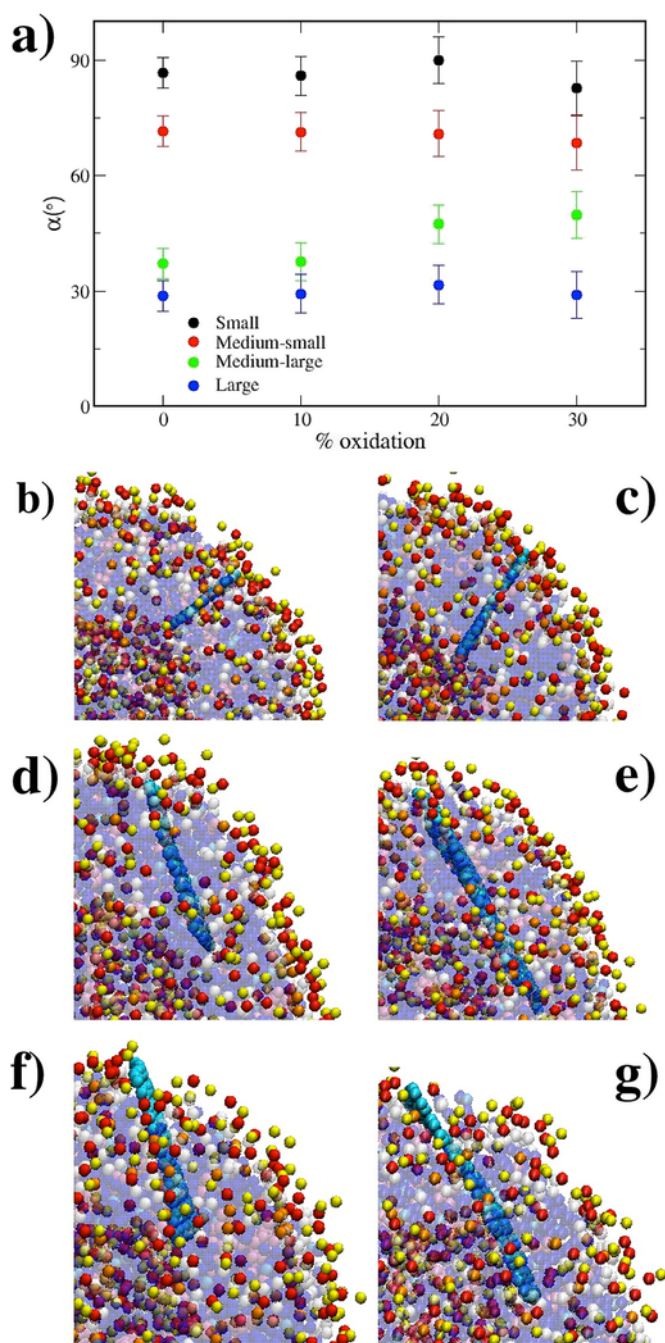 a)
90
60
30
0
α(°)
Small
Medium-small
Medium-large
Large
0 10 20 30
% oxidation
b) c)
d) e)
f) g)